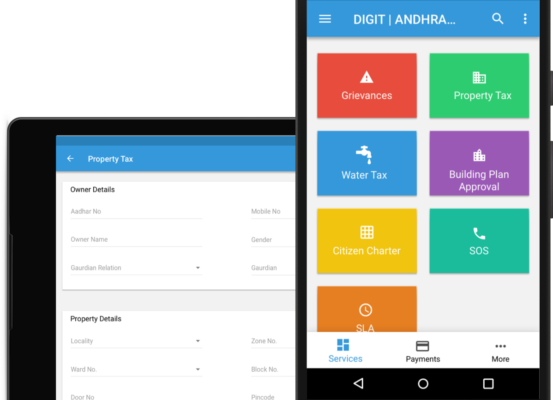 DIGIT | ANDHRA...
Grievances
Property Tax
Water Tax
Building Plan
Approval
Citizen Charter
SOS
SLA
Services
Payments
More
Property Tax
Owner Details
Aadhar No
Mobile No
Owner Name
Gender
Gaurdian Relation
Gaurdian
Property Details
Locality
Zone No.
Ward No.
Block No.
Door No
Pincode